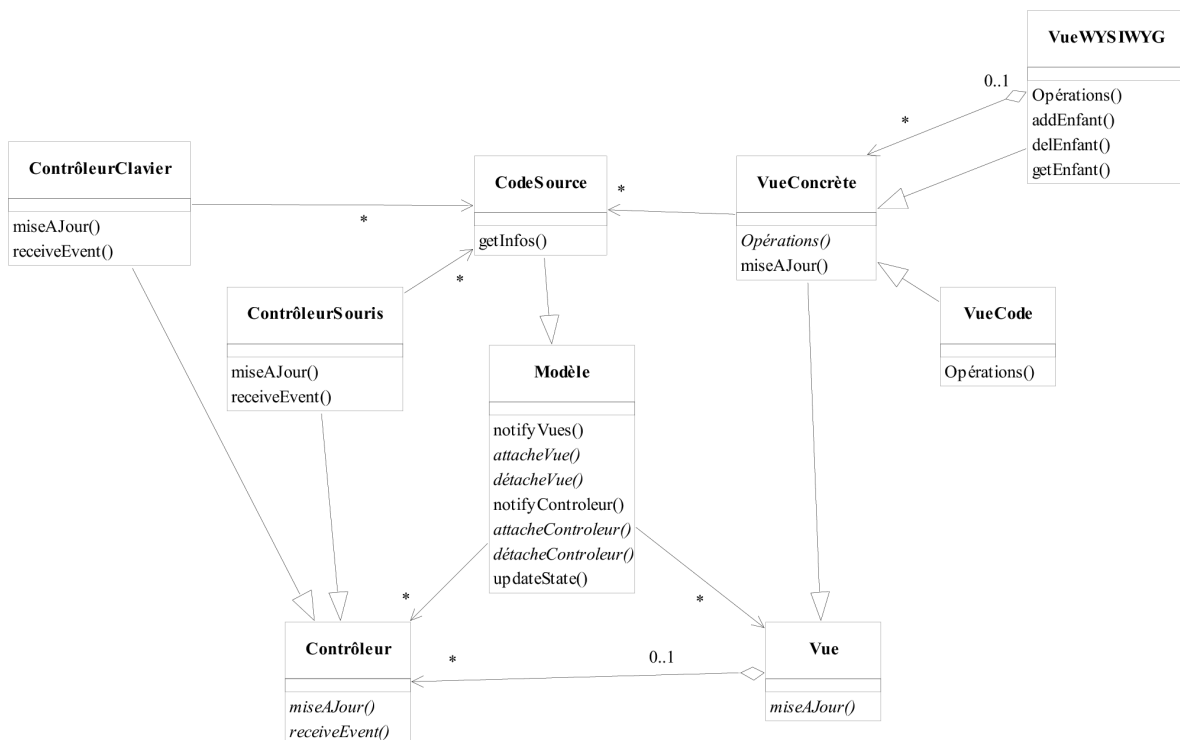 VueWYSIWYG
Opérations()
addEnfant()
delEnfant()
getEnfant()
0..1
*
ContrôleurClavier
miseAJour()
receiveEvent()
*
CodeSource
getInfos()
*
VueConcrète
Opérations()
miseAJour()
ContrôleurSouris
miseAJour()
receiveEvent()
*
VueCode
Opérations()
Modèle
notifyVues()
attacheVue()
détacheVue()
notifyControleur()
attacheControleur()
détacheControleur()
updateState()
*
*
Contrôleur
miseAJour()
receiveEvent()
*
0..1
Vue
miseAJour()